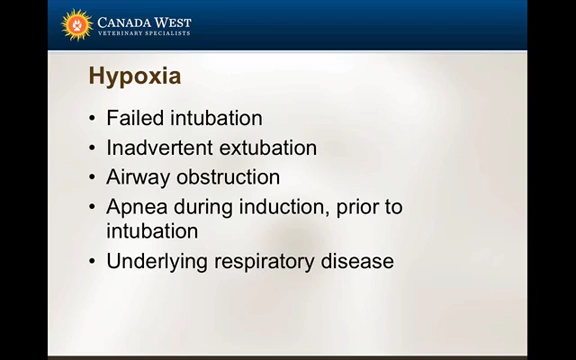 CANADA WEST
VETERINARY SPECIALISTS
Hypoxia
• Failed intubation
• Inadvertent extubation
• Airway obstruction
• Apnea during induction, prior to
intubation
• Underlying respiratory disease